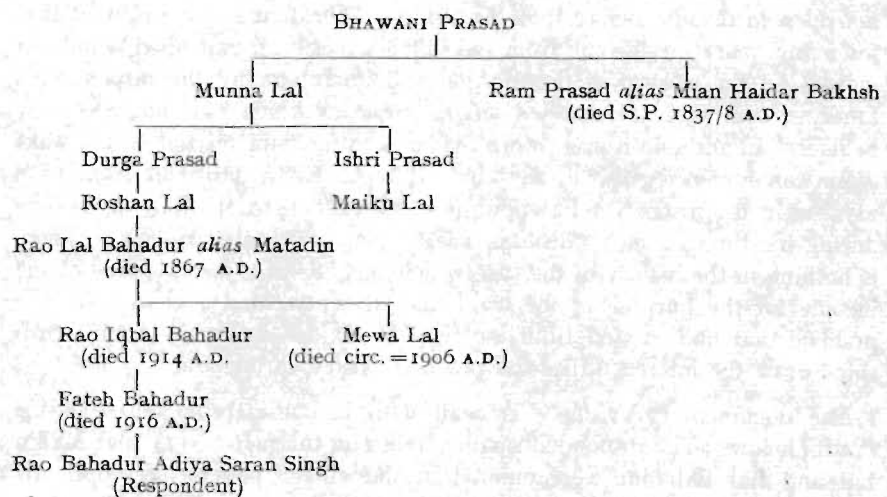 BHAWANI PRASAD
Munna Lal Ram Prasad alias Mian Haidar Bakhsh
(died S.P. 1837/8 A.D.)
Durga Prasad Ishri Prasad
Roshan Lal Maiku Lal
Rao Lal Bahadur alias Matadin
(died 1867 A.D.)
Rao Iqbal Bahadur Mewa Lal
(died 1914 A.D. (died circ.=1906 A.D.)
Fateh Bahadur
(died 1916 A.D.)
Rao Bahadur Adiya Saran Singh
(Respondent)